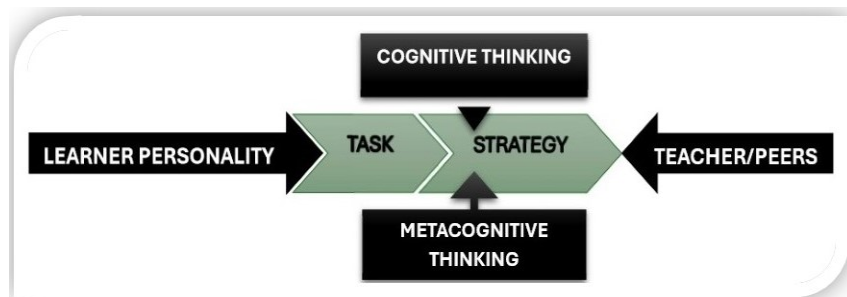 COGNITIVE THINKING
LEARNER PERSONALITY
TASK
STRATEGY
TEACHER/PEERS
METACOGNITIVE
THINKING